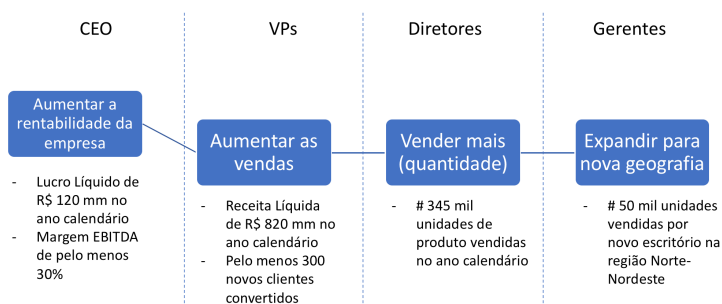 CEO
VPs
Diretores
Gerentes
Aumentar a
rentabilidade da
empresa
- Lucro Líquido de
R$ 120 mm no
ano calendário
- Margem EBITDA
de pelo menos
30%
Aumentar as
vendas
- Receita Líquida
de R$ 820 mm no
ano calendário
- Pelo menos 300
novos clientes
convertidos
Vender mais
(quantidade)
- # 345 mil
unidades de
produto vendidas
no ano calendário
Expandir para
nova geografia
- # 50 mil unidades
vendidas por
novo escritório na
região Norte-
Nordeste